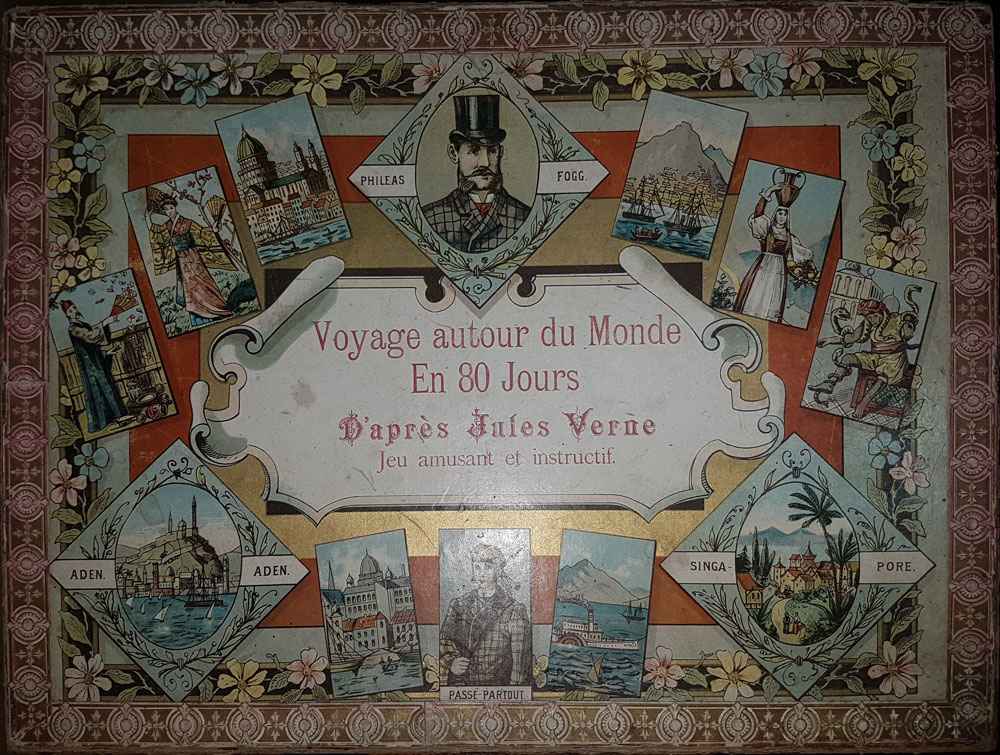 PHILEAS FOGG.
Voyage autour du Monde
En 80 Jours
D'après Jules Verne
Jeu amusant et instructif.
ADEN. ADEN.
SINGA- PORE.
PASSE-PARTOUT